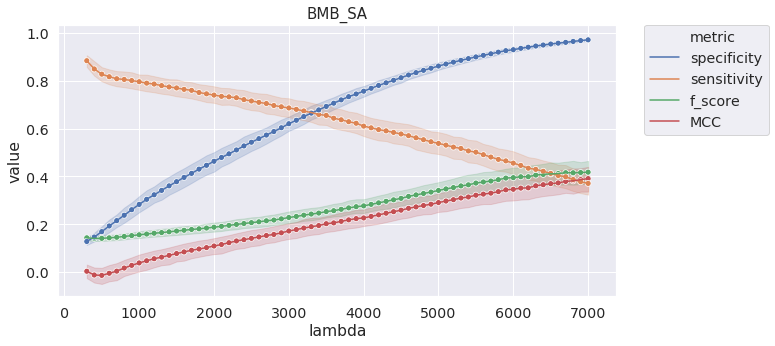 BMB_SA
1.0
0.8
0.6
0.4
0.2
0.0
value
0 1000 2000 3000 4000 5000 6000 7000
lambda
metric
specificity
sensitivity
f_score
MCC